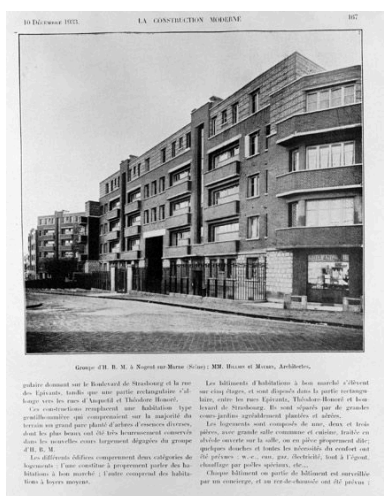 10 Décembre 1933.
LA CONSTRUCTION MODERNE
167
Groupe d'H. B. M. à Nogent-sur-Marne (Seine) ; MM. et Architectes,
gulaire donnant sur le Boulevard de Strasbourg et la rue
des Epivants, tandis que une partie rectangulaire s'al-
longe vers les rues d'Anquetil et Théodore Honoré.
Ces constructions remplacent une habitation type
gentilhommière qui comprenaient sur la majorité du
terrain un grand parc planté d'arbres d'essences diverses,
dont les plus beaux ont été très heureusement conservés
dans les nouvelles cours largement dégagées du groupe
d'H. B. M.
Les différents édifices comprennent deux catégories de
logements : l'une constitue à proprement parler des ha-
bitations à bon marché ; l'autre comprend des habita-
tions à loyers moyens.
Les bâtiments d'habitations à bon marché s'élèvent
sur cinq étages, et sont disposés dans la partie rectangu-
laire, entre les rues Epivants, Théodore Honoré et bou-
levard de Strasbourg. Ils sont séparés par de grandes
cours-jardins agréablement plantées et aérées.
Les logements sont composés de une, deux et trois
pièces, avec grande salle commune et cuisine, traitée en
alcôve ouverte sur la salle, ou en pièce proprement dite ;
quelques douches et toutes les nécessités du confort ont
été prévues : w.-c., eau, gaz, électricité, tout à l'égout,
chauffage par poêles spéciaux, etc...
Chaque bâtiment ou partie de bâtiment est surveillée
par un concierge, et au rez-de-chaussée ont été prévus :